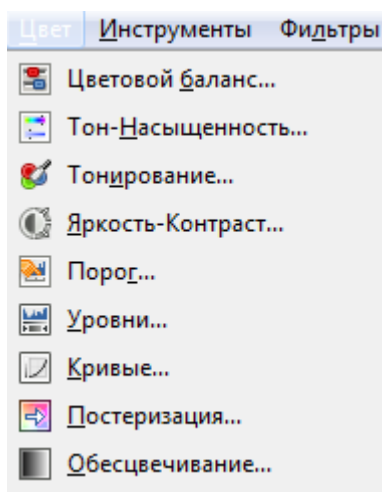 Цвет Инструменты Фильтры
Цветовой баланс...
Тон-Насыщенность...
Тонирование...
Яркость-Контраст...
Порог...
Уровни...
Кривые...
Постеризация...
Обесцвечивание...